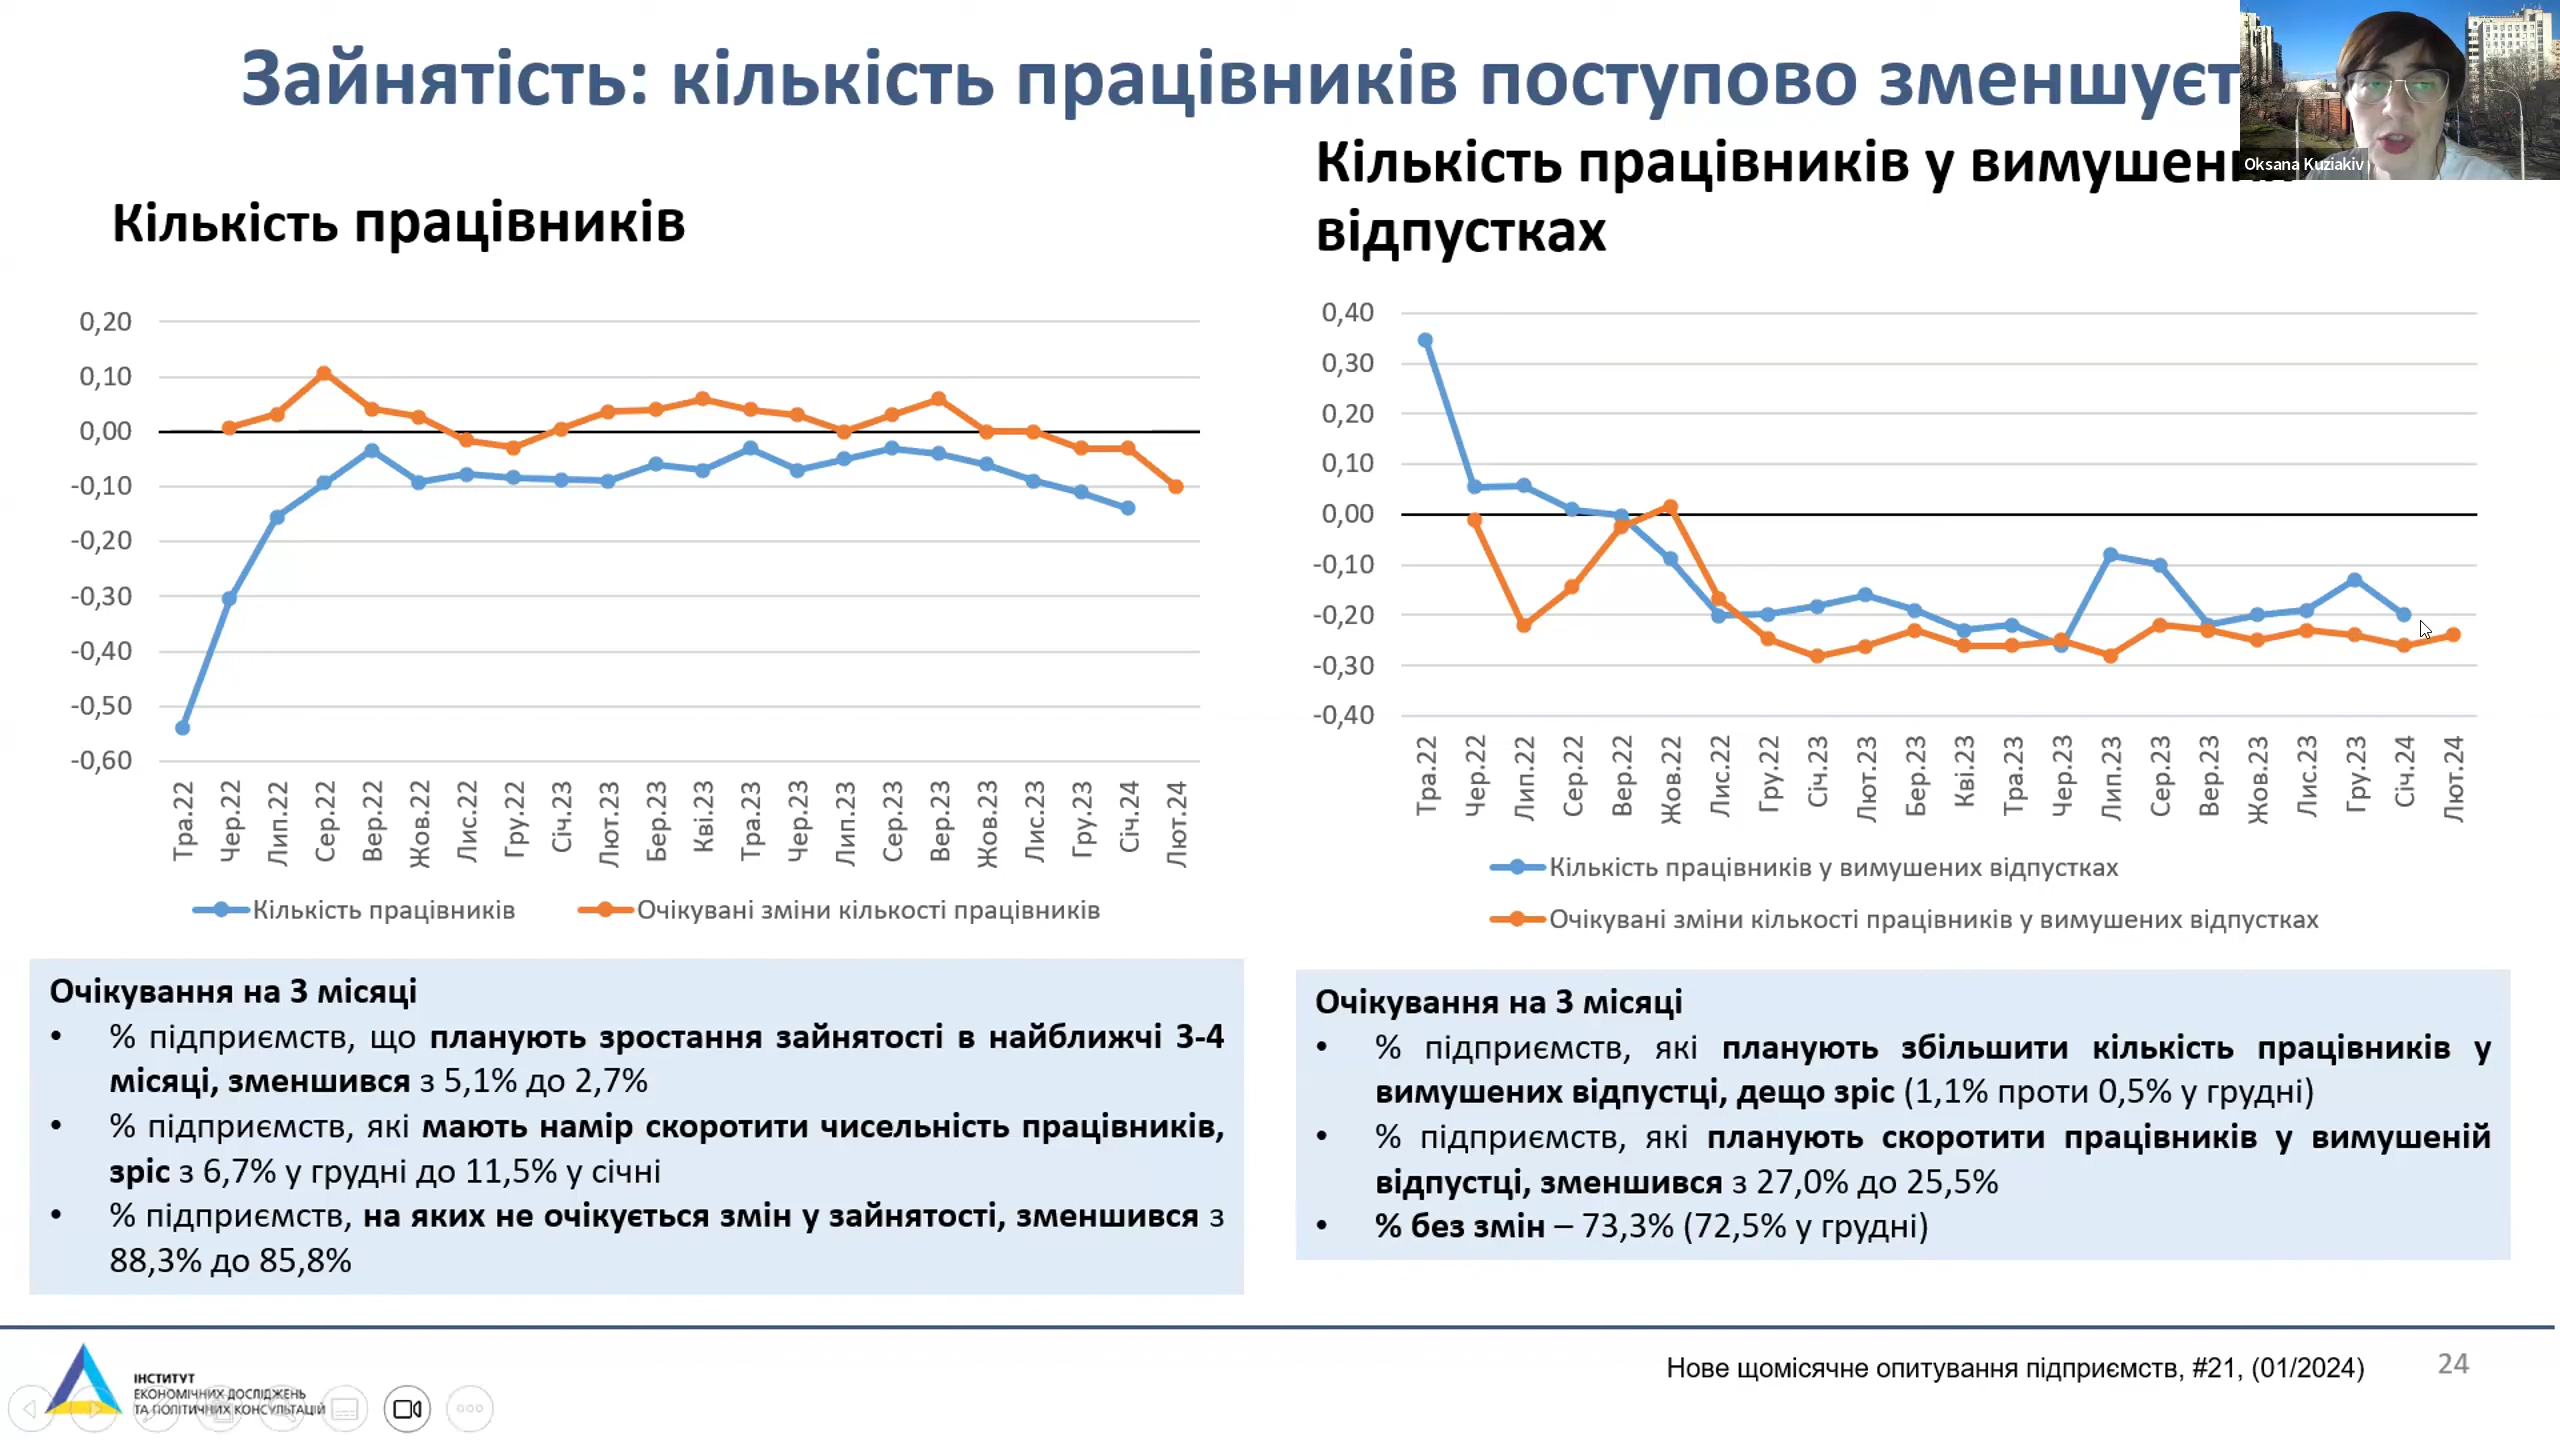 Зайнятість: кількість працівників поступово зменшуєт
Oksana Kuziakiv
Кількість працівників
Кількість працівників у вимушен
відпустках
0,20
0,10
0,00
-0,10
-0,20
-0,30
-0,40
-0,50
-0,60
Тра.22 Чер.22 Лип.22 Сер.22 Вер.22 Жов.22 Лис.22 Гру.22 Січ.23 Лют.23 Бер.23 Кві.23 Тра.23 Чер.23 Лип.23 Сер.23 Вер.23 Жов.23 Лис.23 Гру.23 Січ.24 Лют.24
Кількість працівників Очікувані зміни кількості працівників
0,40
0,30
0,20
0,10
0,00
-0,10
-0,20
-0,30
-0,40
Тра.22 Чер.22 Лип.22 Сер.22 Вер.22 Жов.22 Лис.22 Гру.22 Січ.23 Лют.23 Бер.23 Кві.23 Тра.23 Чер.23 Лип.23 Сер.23 Вер.23 Жов.23 Лис.23 Гру.23 Січ.24 Лют.24
Кількість працівників у вимушених відпустках
Очікувані зміни кількості працівників у вимушених відпустках
Очікування на 3 місяці
• % підприємств, що планують зростання зайнятості в найближчі 3-4
місяці, зменшився з 5,1% до 2,7%
• % підприємств, які мають намір скоротити чисельність працівників,
зріс з 6,7% у грудні до 11,5% у січні
• % підприємств, на яких не очікується змін у зайнятості, зменшився з
88,3% до 85,8%
Очікування на 3 місяці
• % підприємств, які планують збільшити кількість працівників у
вимушених відпустці, дещо зріс (1,1% проти 0,5% у грудні)
• % підприємств, які планують скоротити працівників у вимушеній
відпустці, зменшився з 27,0% до 25,5%
• % без змін – 73,3% (72,5% у грудні)
ІНСТИТУТ
ЕКОНОМІЧНИХ ДОСЛІДЖЕНЬ
ТА ПОЛІТИЧНИХ КОНСУЛЬТАЦІЙ
Нове щомісячне опитування підприємств, #21, (01/2024)
24